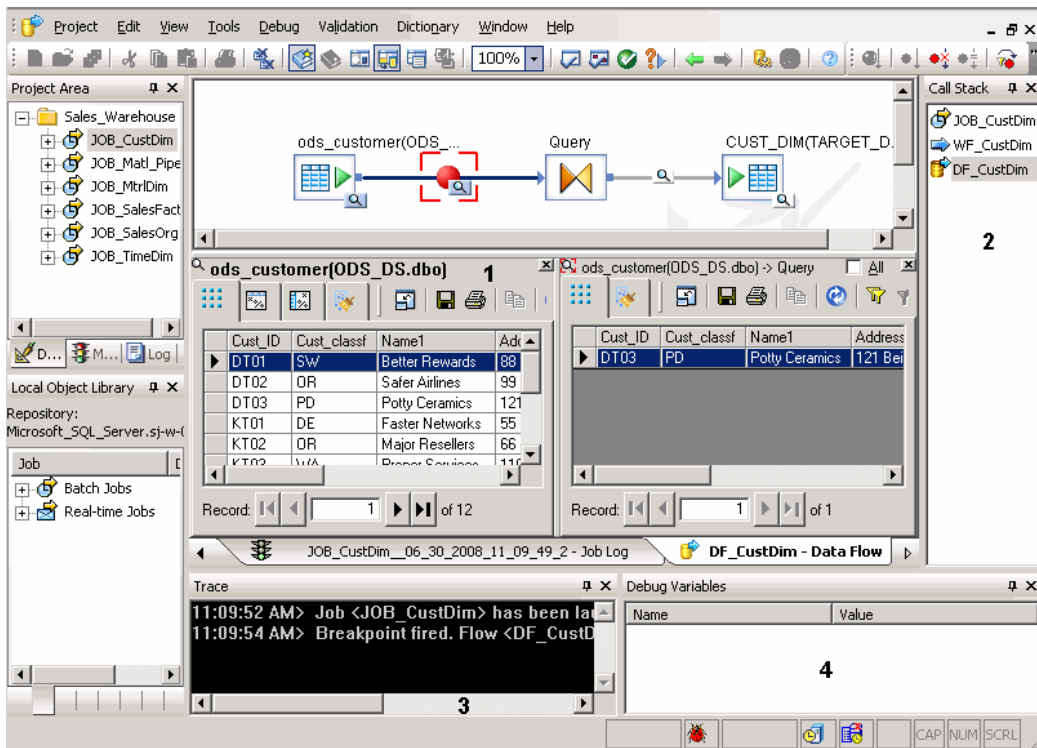 Project Edit View Tools Debug Validation Dictionary Window Help
100%
Project Area
Sales_Warehouse
JOB_CustDim
JOB_Matl_Pipe
JOB_MtrlDim
JOB_SalesFact
JOB_SalesOrg
JOB_TimeDim
D... M... Log
Local Object Library
Repository:
Microsoft_SQL_Server.sj-w-(
Job
Batch Jobs
Real-time Jobs
ods_customer(ODS_...
Query
CUST_DIM(TARGET_D.
Call Stack
JOB_CustDim
WF_CustDim
DF_CustDim
2
ods_customer(ODS_DS.dbo) 1
Cust_ID Cust_classf Name1 Add
DT01 SW Better Rewards 88
DT02 OR Safer Airlines 99
DT03 PD Potty Ceramics 121
KT01 DE Faster Networks 55
KT02 OR Major Resellers 66
Record: 1 of 12
ods_customer(ODS_DS.dbo) -> Query All
Cust_ID Cust_classf Name1 Address
DT03 PD Potty Ceramics 121 Bei
Record: 1 of 1
JOB_CustDim__06_30_2008_11_09_49_2 - Job Log
DF_CustDim - Data Flow
Trace
11:09:52 AM> Job <JOB_CustDim> has been lau
11:09:54 AM> Breakpoint fired. Flow <DF_CustD
3
Debug Variables
Name Value
4
CAP NUM SCRL